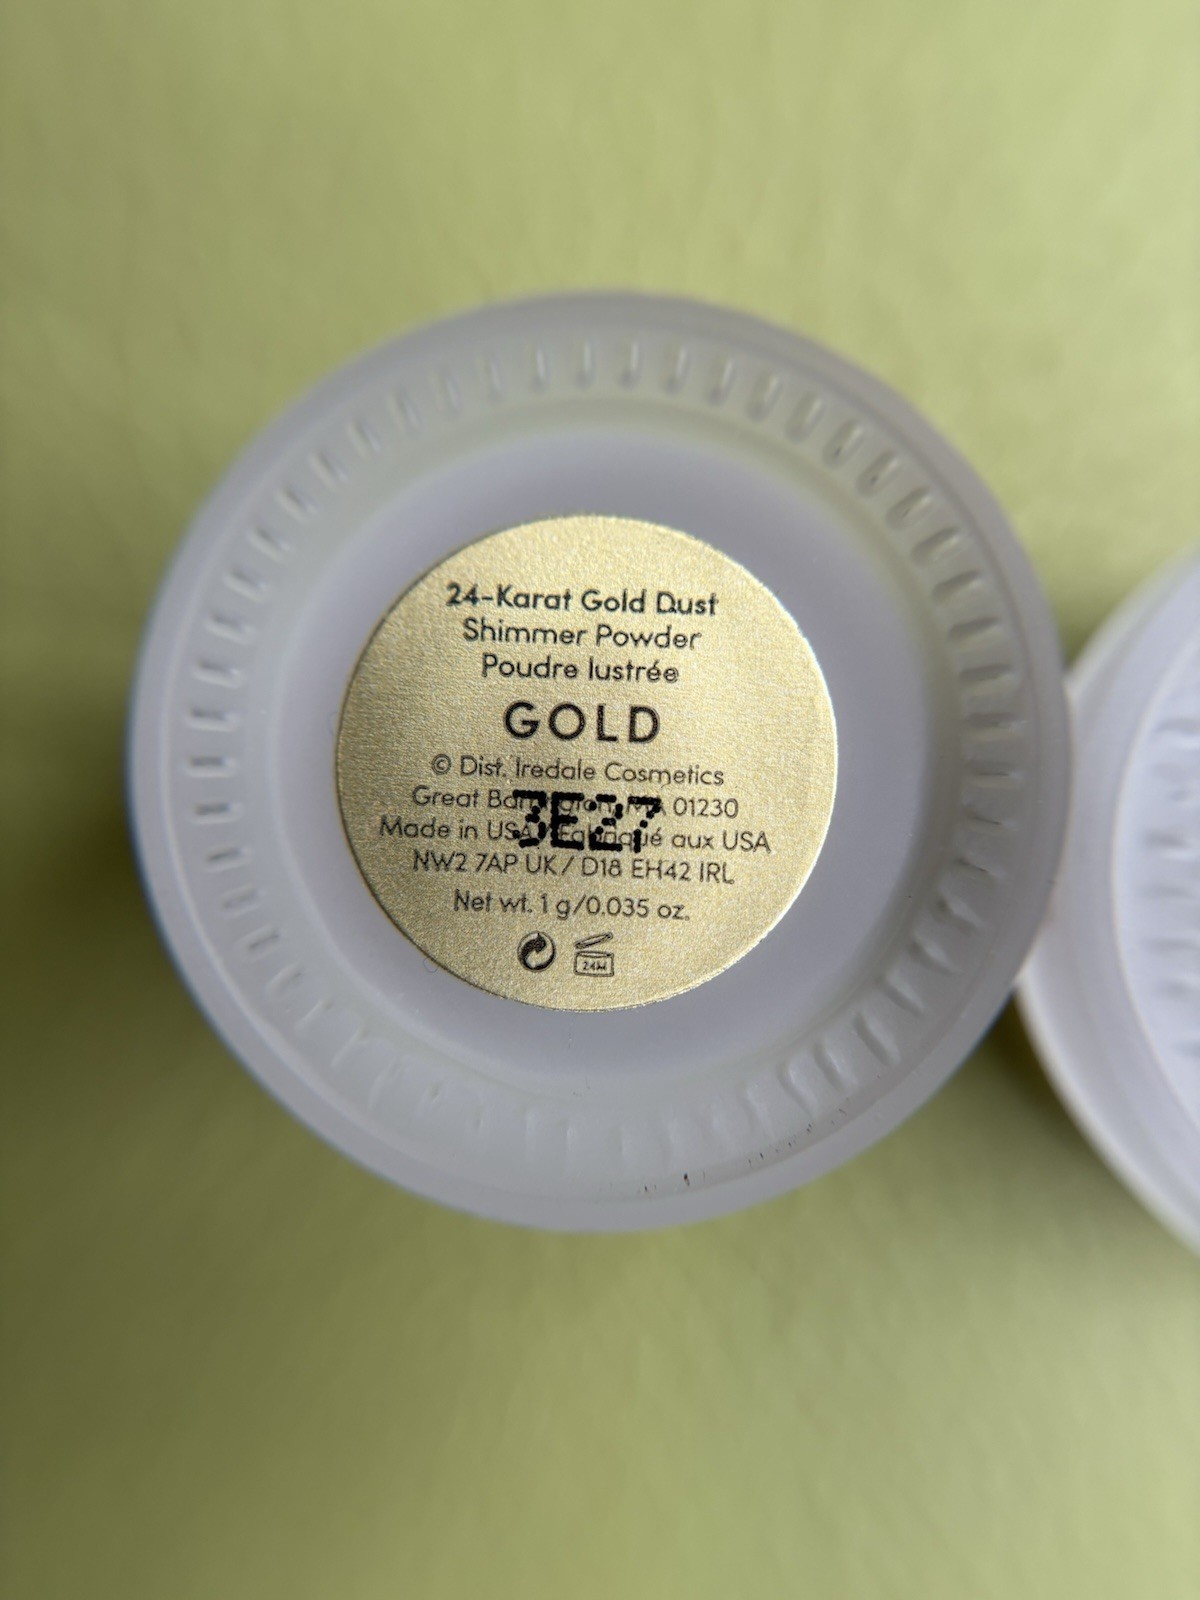 24-Karat Gold Dust
Shimmer Powder
Poudre lustrée
GOLD
© Dist. Iredale Cosmetics
Great 01230
3E27
Made in USA aux USA
NW2 7AP UK / D18 EH42 IRL
Net wt. 1 g/0.035 oz.
24M